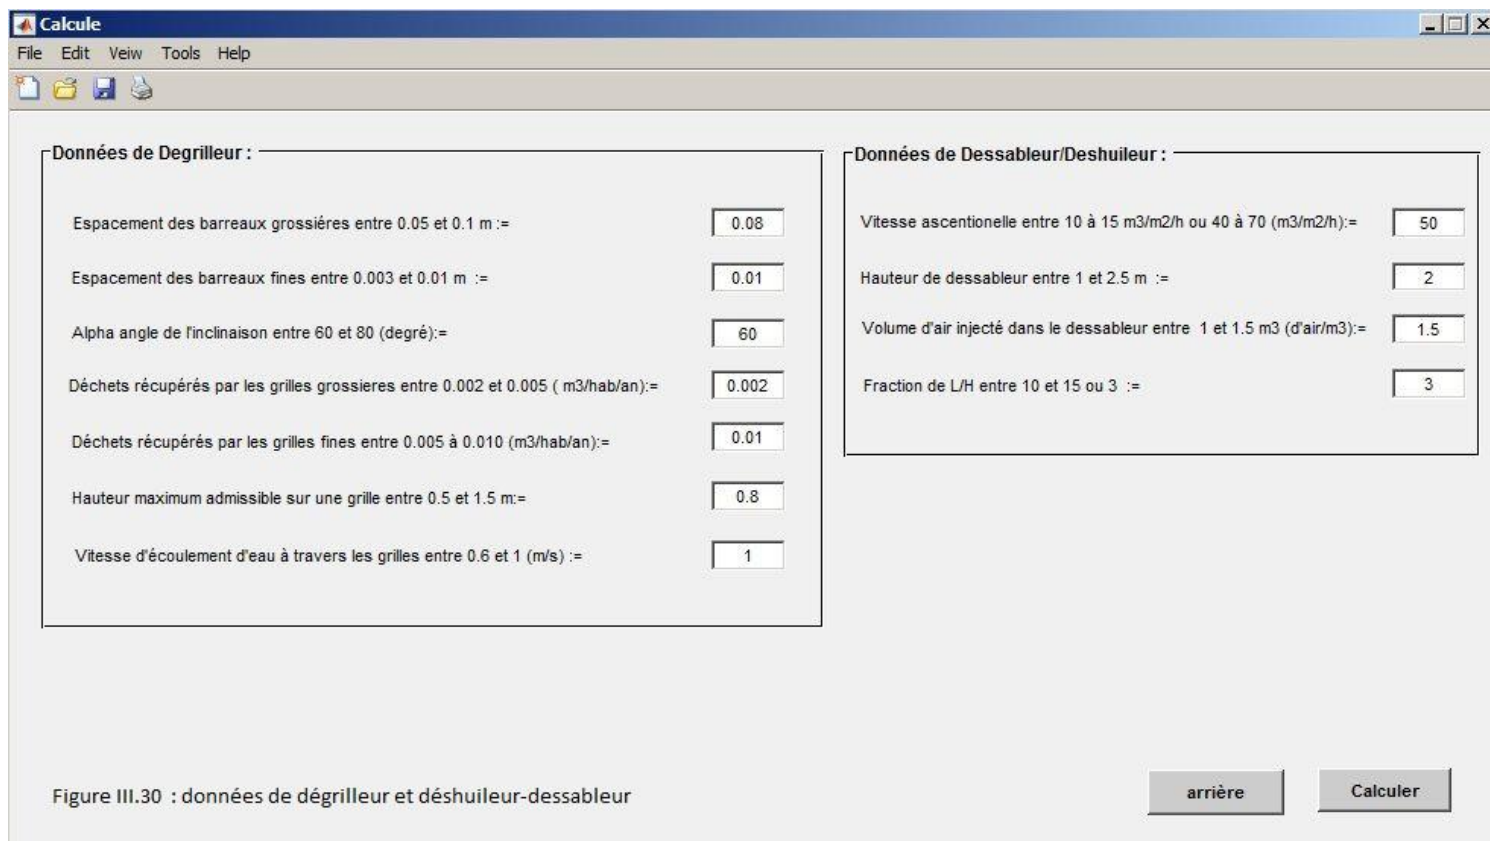 Calcule
File Edit Veiw Tools Help
Données de Degrilleur :
Espacement des barreaux grossiéres entre 0.05 et 0.1 m := 0.08
Espacement des barreaux fines entre 0.003 et 0.01 m := 0.01
Alpha angle de l'inclinaison entre 60 et 80 (degré):= 60
Déchets récupérés par les grilles grossieres entre 0.002 et 0.005 ( m3/hab/an):= 0.002
Déchets récupérés par les grilles fines entre 0.005 à 0.010 (m3/hab/an):= 0.01
Hauteur maximum admissible sur une grille entre 0.5 et 1.5 m:= 0.8
Vitesse d'écoulement d'eau à travers les grilles entre 0.6 et 1 (m/s) := 1
Données de Dessableur/Deshuileur :
Vitesse ascentionelle entre 10 à 15 m3/m2/h ou 40 à 70 (m3/m2/h):= 50
Hauteur de dessableur entre 1 et 2.5 m := 2
Volume d'air injecté dans le dessableur entre 1 et 1.5 m3 (d'air/m3):= 1.5
Fraction de L/H entre 10 et 15 ou 3 := 3
Figure III.30 : données de dégrilleur et déshuileur-dessableur
arrière
Calculer